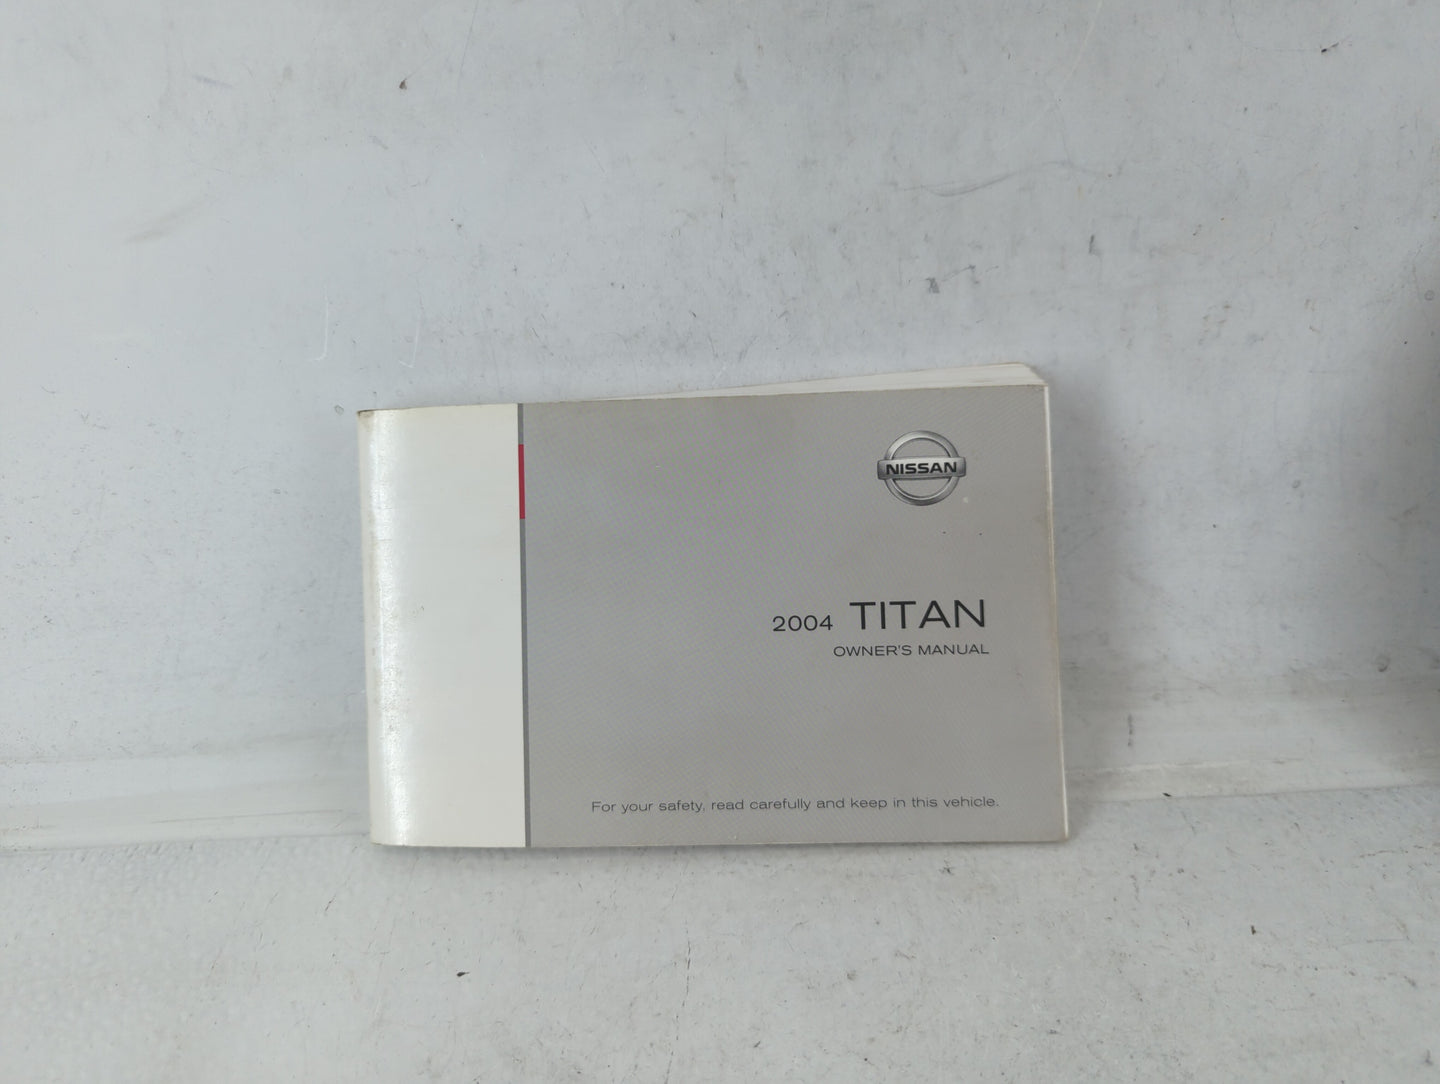 NISSAN
2004 TITAN
OWNER'S MANUAL
For your safety, read carefully and keep in this vehicle.